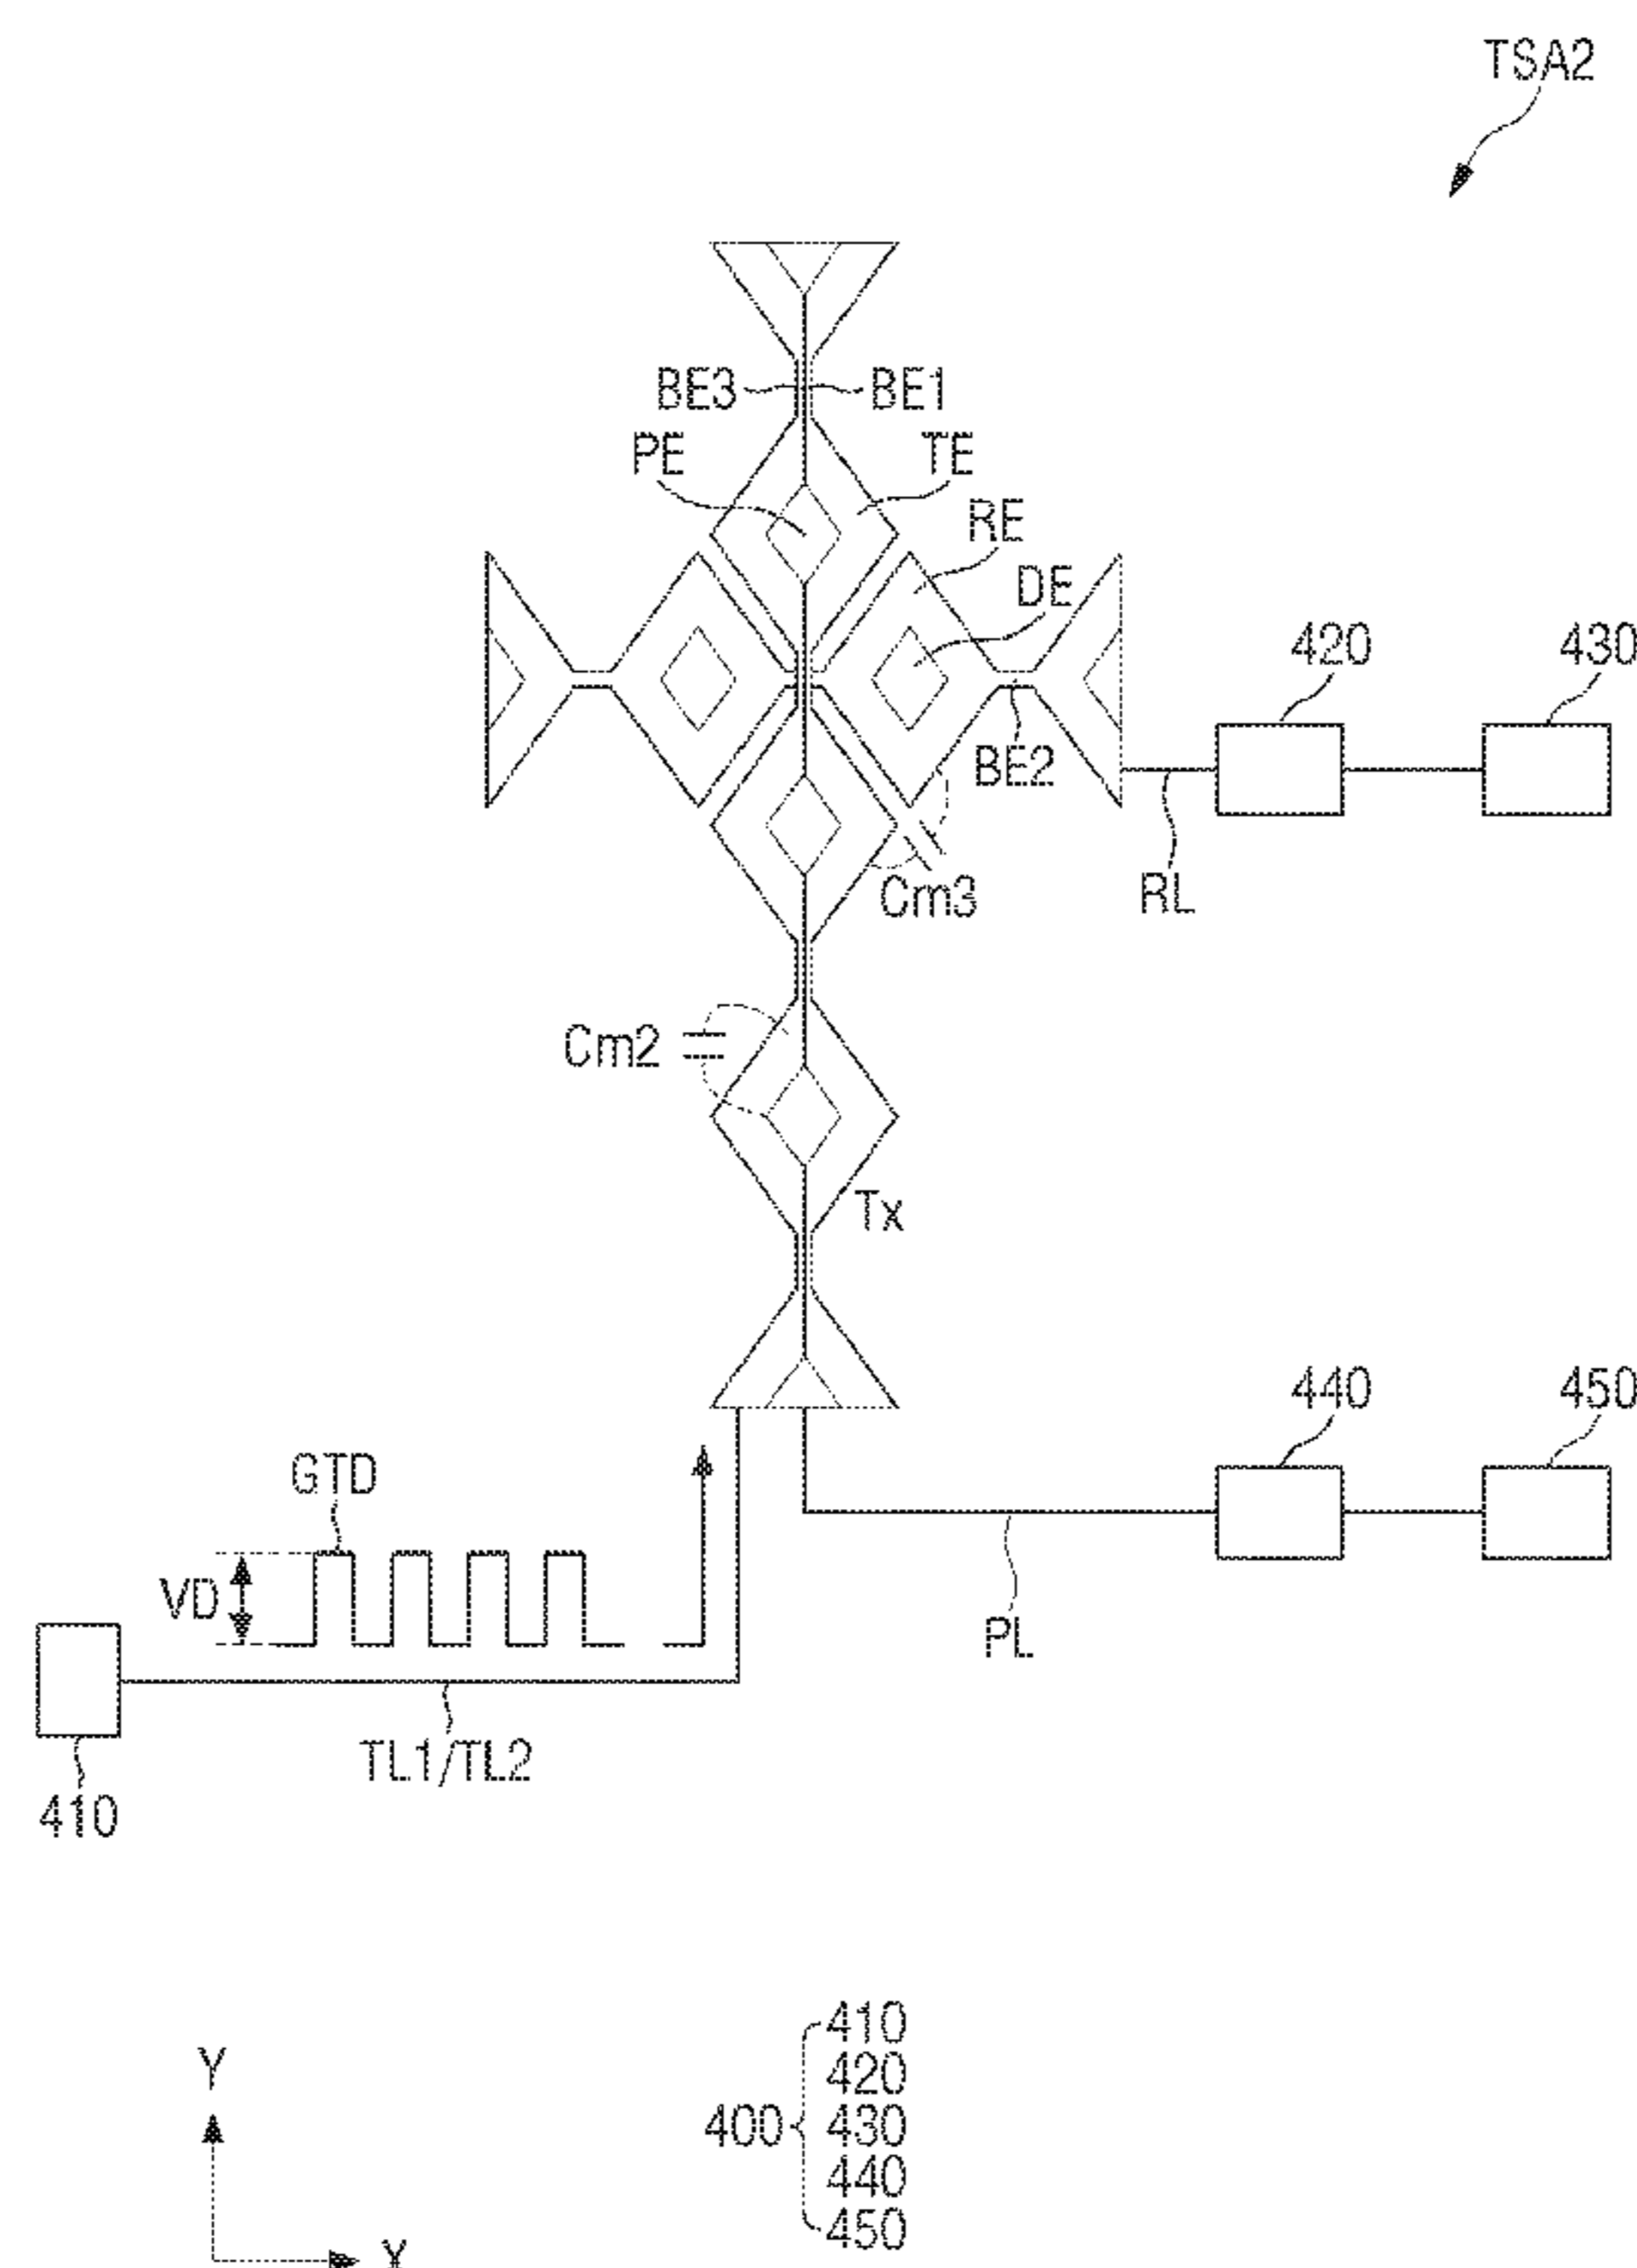 TSA2
BE3
BE1
PE
TE
RE
DE
420
430
BE2
Cm3
RL
Cm2
Tx
440
450
GTD
VD
PL
TL1/TL2
410
Y
X
400
410
420
430
440
450